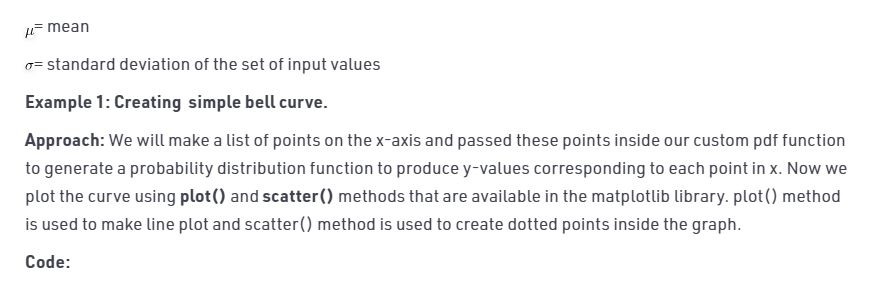 μ= mean
σ= standard deviation of the set of input values
Example 1: Creating  simple bell curve.
Approach: We will make a list of points on the x-axis and passed these points inside our custom pdf function
to generate a probability distribution function to produce y-values corresponding to each point in x. Now we
plot the curve using plot() and scatter() methods that are available in the matplotlib library. plot() method
is used to make line plot and scatter() method is used to create dotted points inside the graph.
Code: